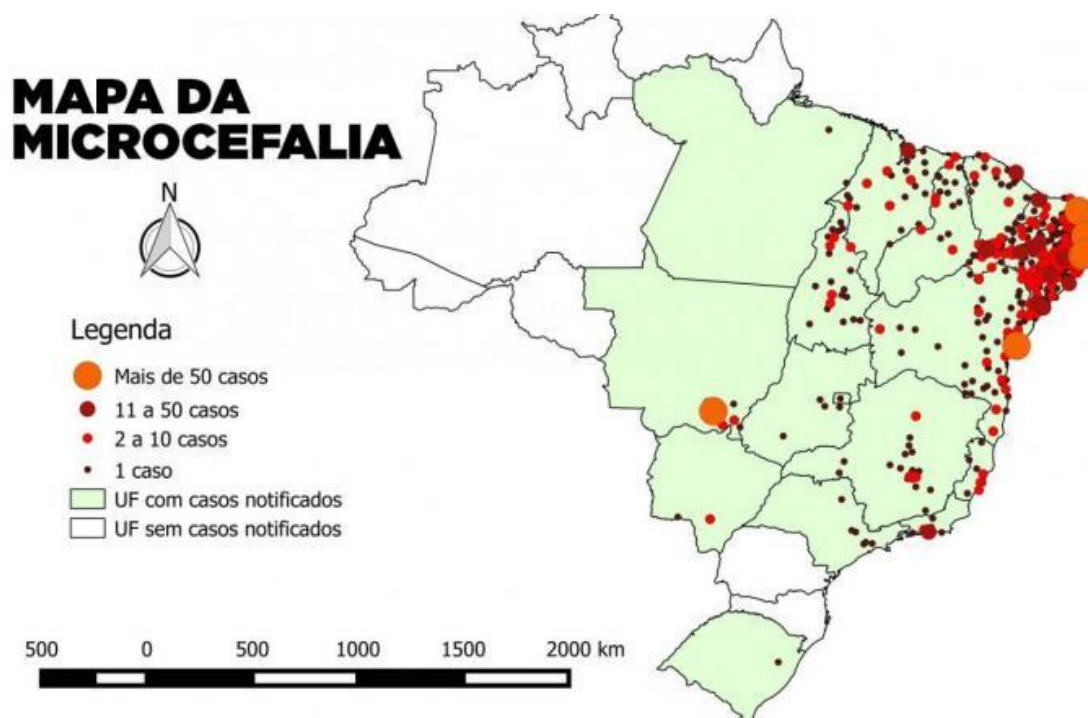 MAPA DA
MICROCEFALIA
N
Legenda
Mais de 50 casos
11 a 50 casos
2 a 10 casos
1 caso
UF com casos notificados
UF sem casos notificados
500 0 500 1000 1500 2000 km